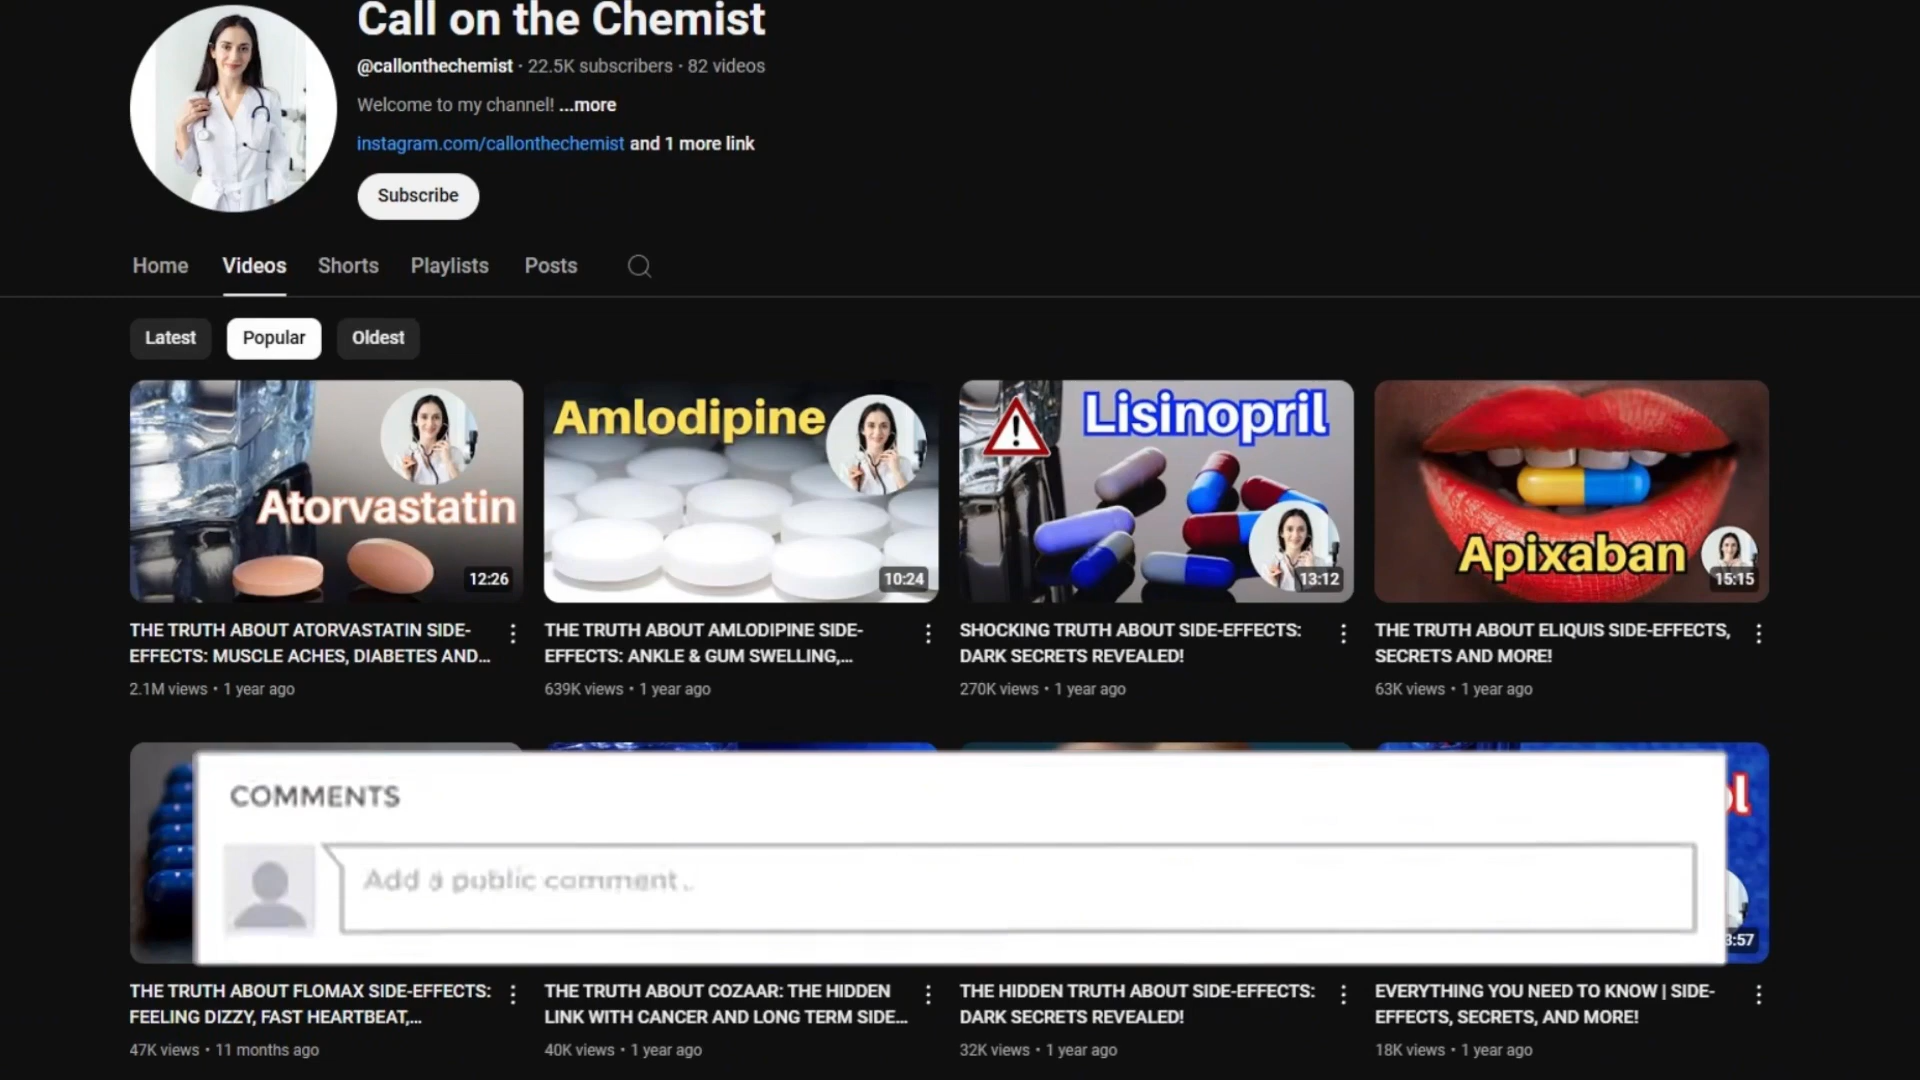 Call on the Chemist
@callonthechemist · 22.5K subscribers · 82 videos
Welcome to my channel! ...more
instagram.com/callonthechemist and 1 more link
Subscribe
Home Videos Shorts Playlists Posts
Latest Popular Oldest
Atorvastatin
12:26
Amlodipine
10:24
Lisinopril
13:12
Apixaban
15:15
THE TRUTH ABOUT ATORVASTATIN SIDE-
EFFECTS: MUSCLE ACHES, DIABETES AND...
2.1M views • 1 year ago
THE TRUTH ABOUT AMLODIPINE SIDE-
EFFECTS: ANKLE & GUM SWELLING,...
639K views • 1 year ago
SHOCKING TRUTH ABOUT SIDE-EFFECTS:
DARK SECRETS REVEALED!
270K views • 1 year ago
THE TRUTH ABOUT ELIQUIS SIDE-EFFECTS,
SECRETS AND MORE!
63K views • 1 year ago
COMMENTS
Add a public comment..
3:57
THE TRUTH ABOUT FLOMAX SIDE-EFFECTS:
FEELING DIZZY, FAST HEARTBEAT,...
47K views • 11 months ago
THE TRUTH ABOUT COZAAR: THE HIDDEN
LINK WITH CANCER AND LONG TERM SIDE...
40K views • 1 year ago
THE HIDDEN TRUTH ABOUT SIDE-EFFECTS:
DARK SECRETS REVEALED!
32K views • 1 year ago
EVERYTHING YOU NEED TO KNOW | SIDE-
EFFECTS, SECRETS, AND MORE!
18K views • 1 year ago